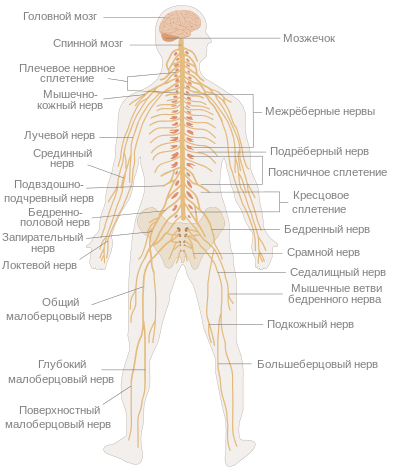 Головной мозг
Спинной мозг
Плечевое нервное
сплетение
Мышечно-
кожный нерв
Лучевой нерв
Срединный
нерв
Подвздошно-
подчревный нерв
Бедренно-
половой нерв
Запирательный
нерв
Локтевой нерв
Общий
малоберцовый нерв
Глубокий
малоберцовый нерв
Поверхностный
малоберцовый нерв
Мозжечок
Межрёберные нервы
Подрёберный нерв
Поясничное сплетение
Кресцовое
сплетение
Бедренный нерв
Срамной нерв
Седалищный нерв
Мышечные ветви
бедренного нерва
Подкожный нерв
Большеберцовый нерв